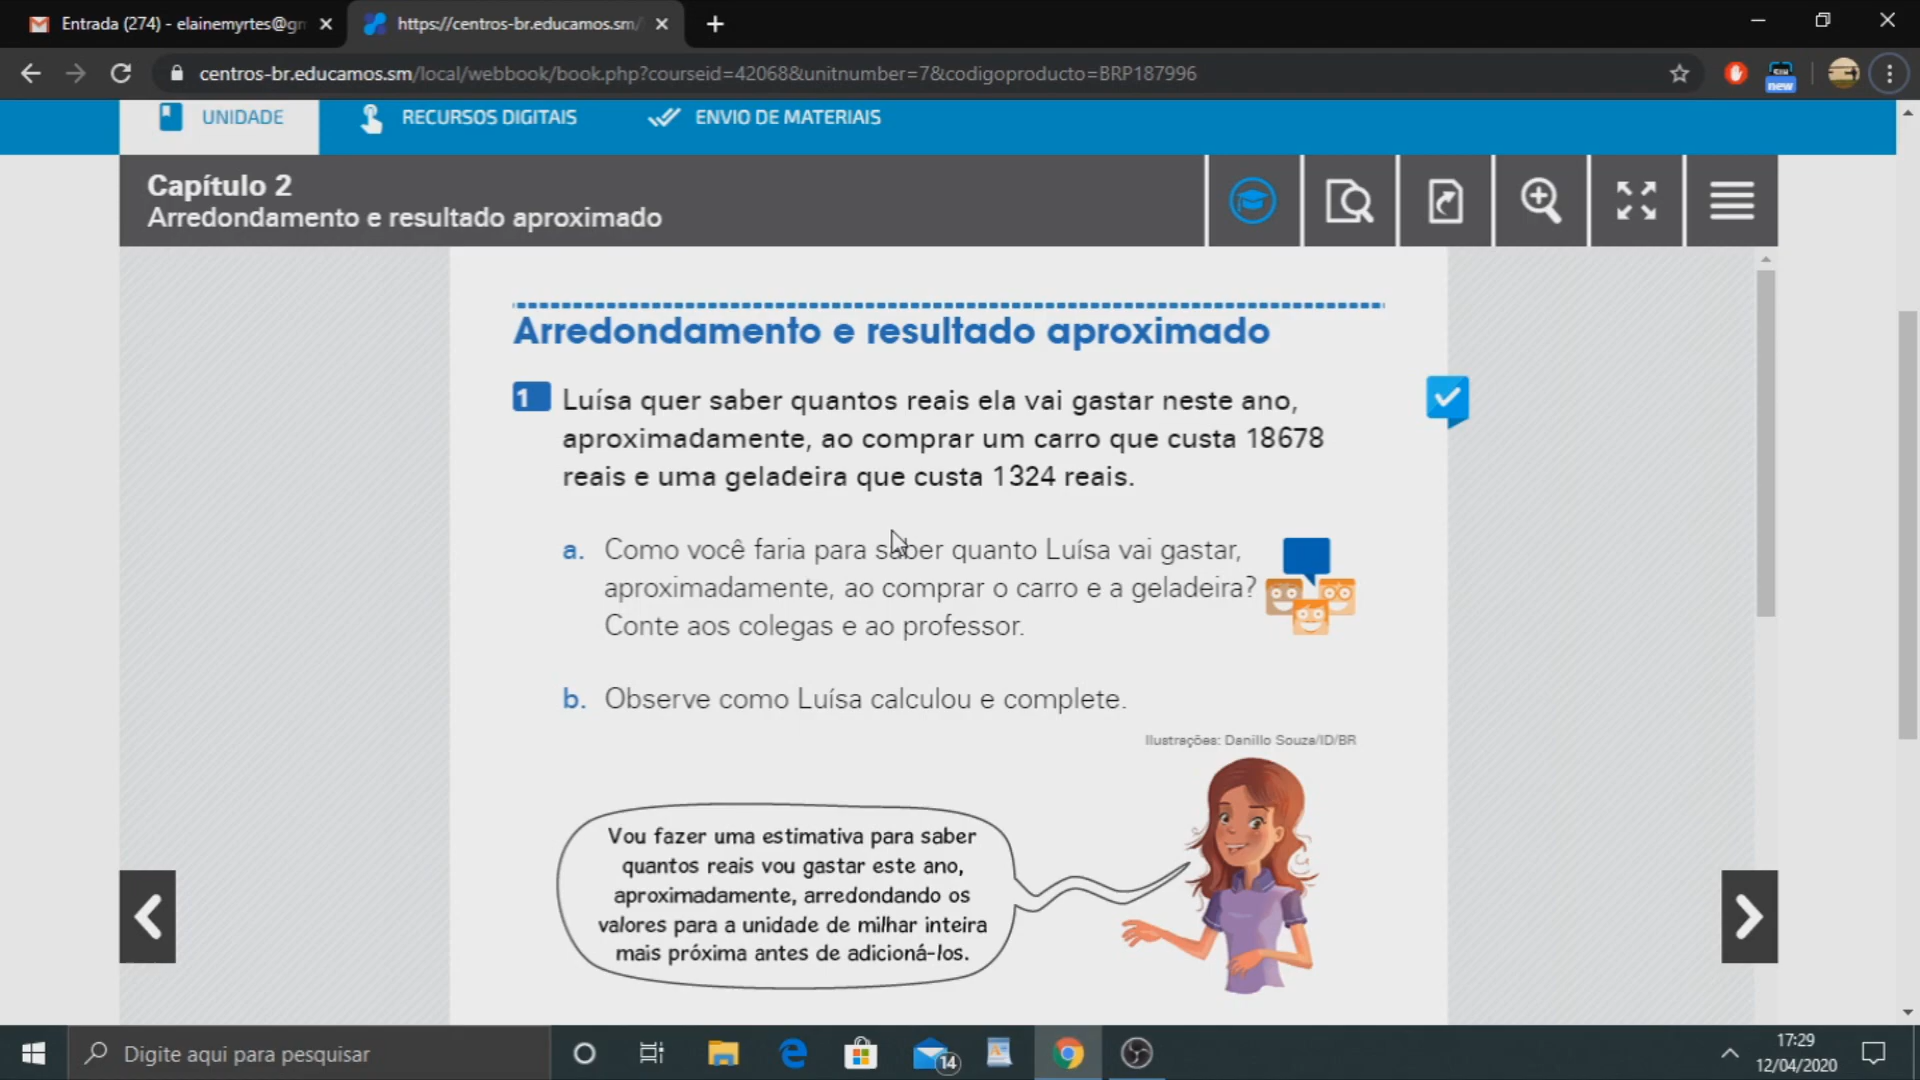 Entrada (274) - elainemyrtes@gm
https://centros-br.educamos.sm/
centros-br.educamos.sm/local/webbook/book.php?courseid=42068&unitnumber=7&codigoproducto=BRP187996
new
UNIDADE
RECURSOS DIGITAIS
ENVIO DE MATERIAIS
Capítulo 2
Arredondamento e resultado aproximado
Arredondamento e resultado aproximado
1 Luísa quer saber quantos reais ela vai gastar neste ano,
aproximadamente, ao comprar um carro que custa 18678
reais e uma geladeira que custa 1324 reais.
a. Como você faria para saber quanto Luísa vai gastar,
aproximadamente, ao comprar o carro e a geladeira?
Conte aos colegas e ao professor.
b. Observe como Luísa calculou e complete.
Ilustrações: Danillo Souza/ID/BR
Vou fazer uma estimativa para saber
quantos reais vou gastar este ano,
aproximadamente, arredondando os
valores para a unidade de milhar inteira
mais próxima antes de adicioná-los.
Digite aqui para pesquisar
14
17:29
12/04/2020